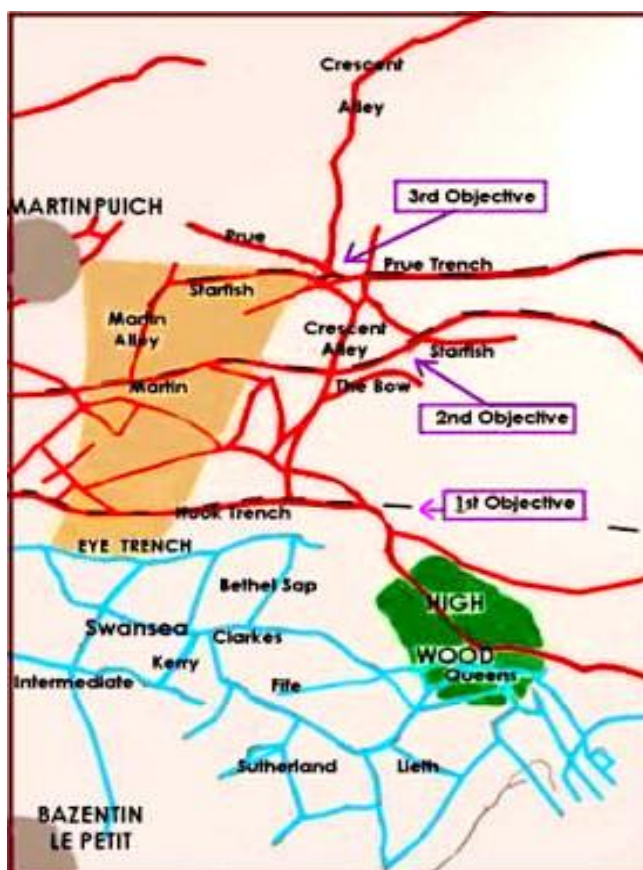 Crescent
Alley
3rd Objective
MARTINPUICH
Prue
Prue Trench
Starfish
Martin
Alley
Crescent
Alley
Starfish
Martin
The Bow
2nd Objective
1st Objective
Hook Trench
EYE TRENCH
Bethel Sap
HIGH
Swansea
Clarkes
WOOD
Kerry
Queens
Intermediate
Fife
Sutherland
Lieth
BAZENTIN
LE PETIT